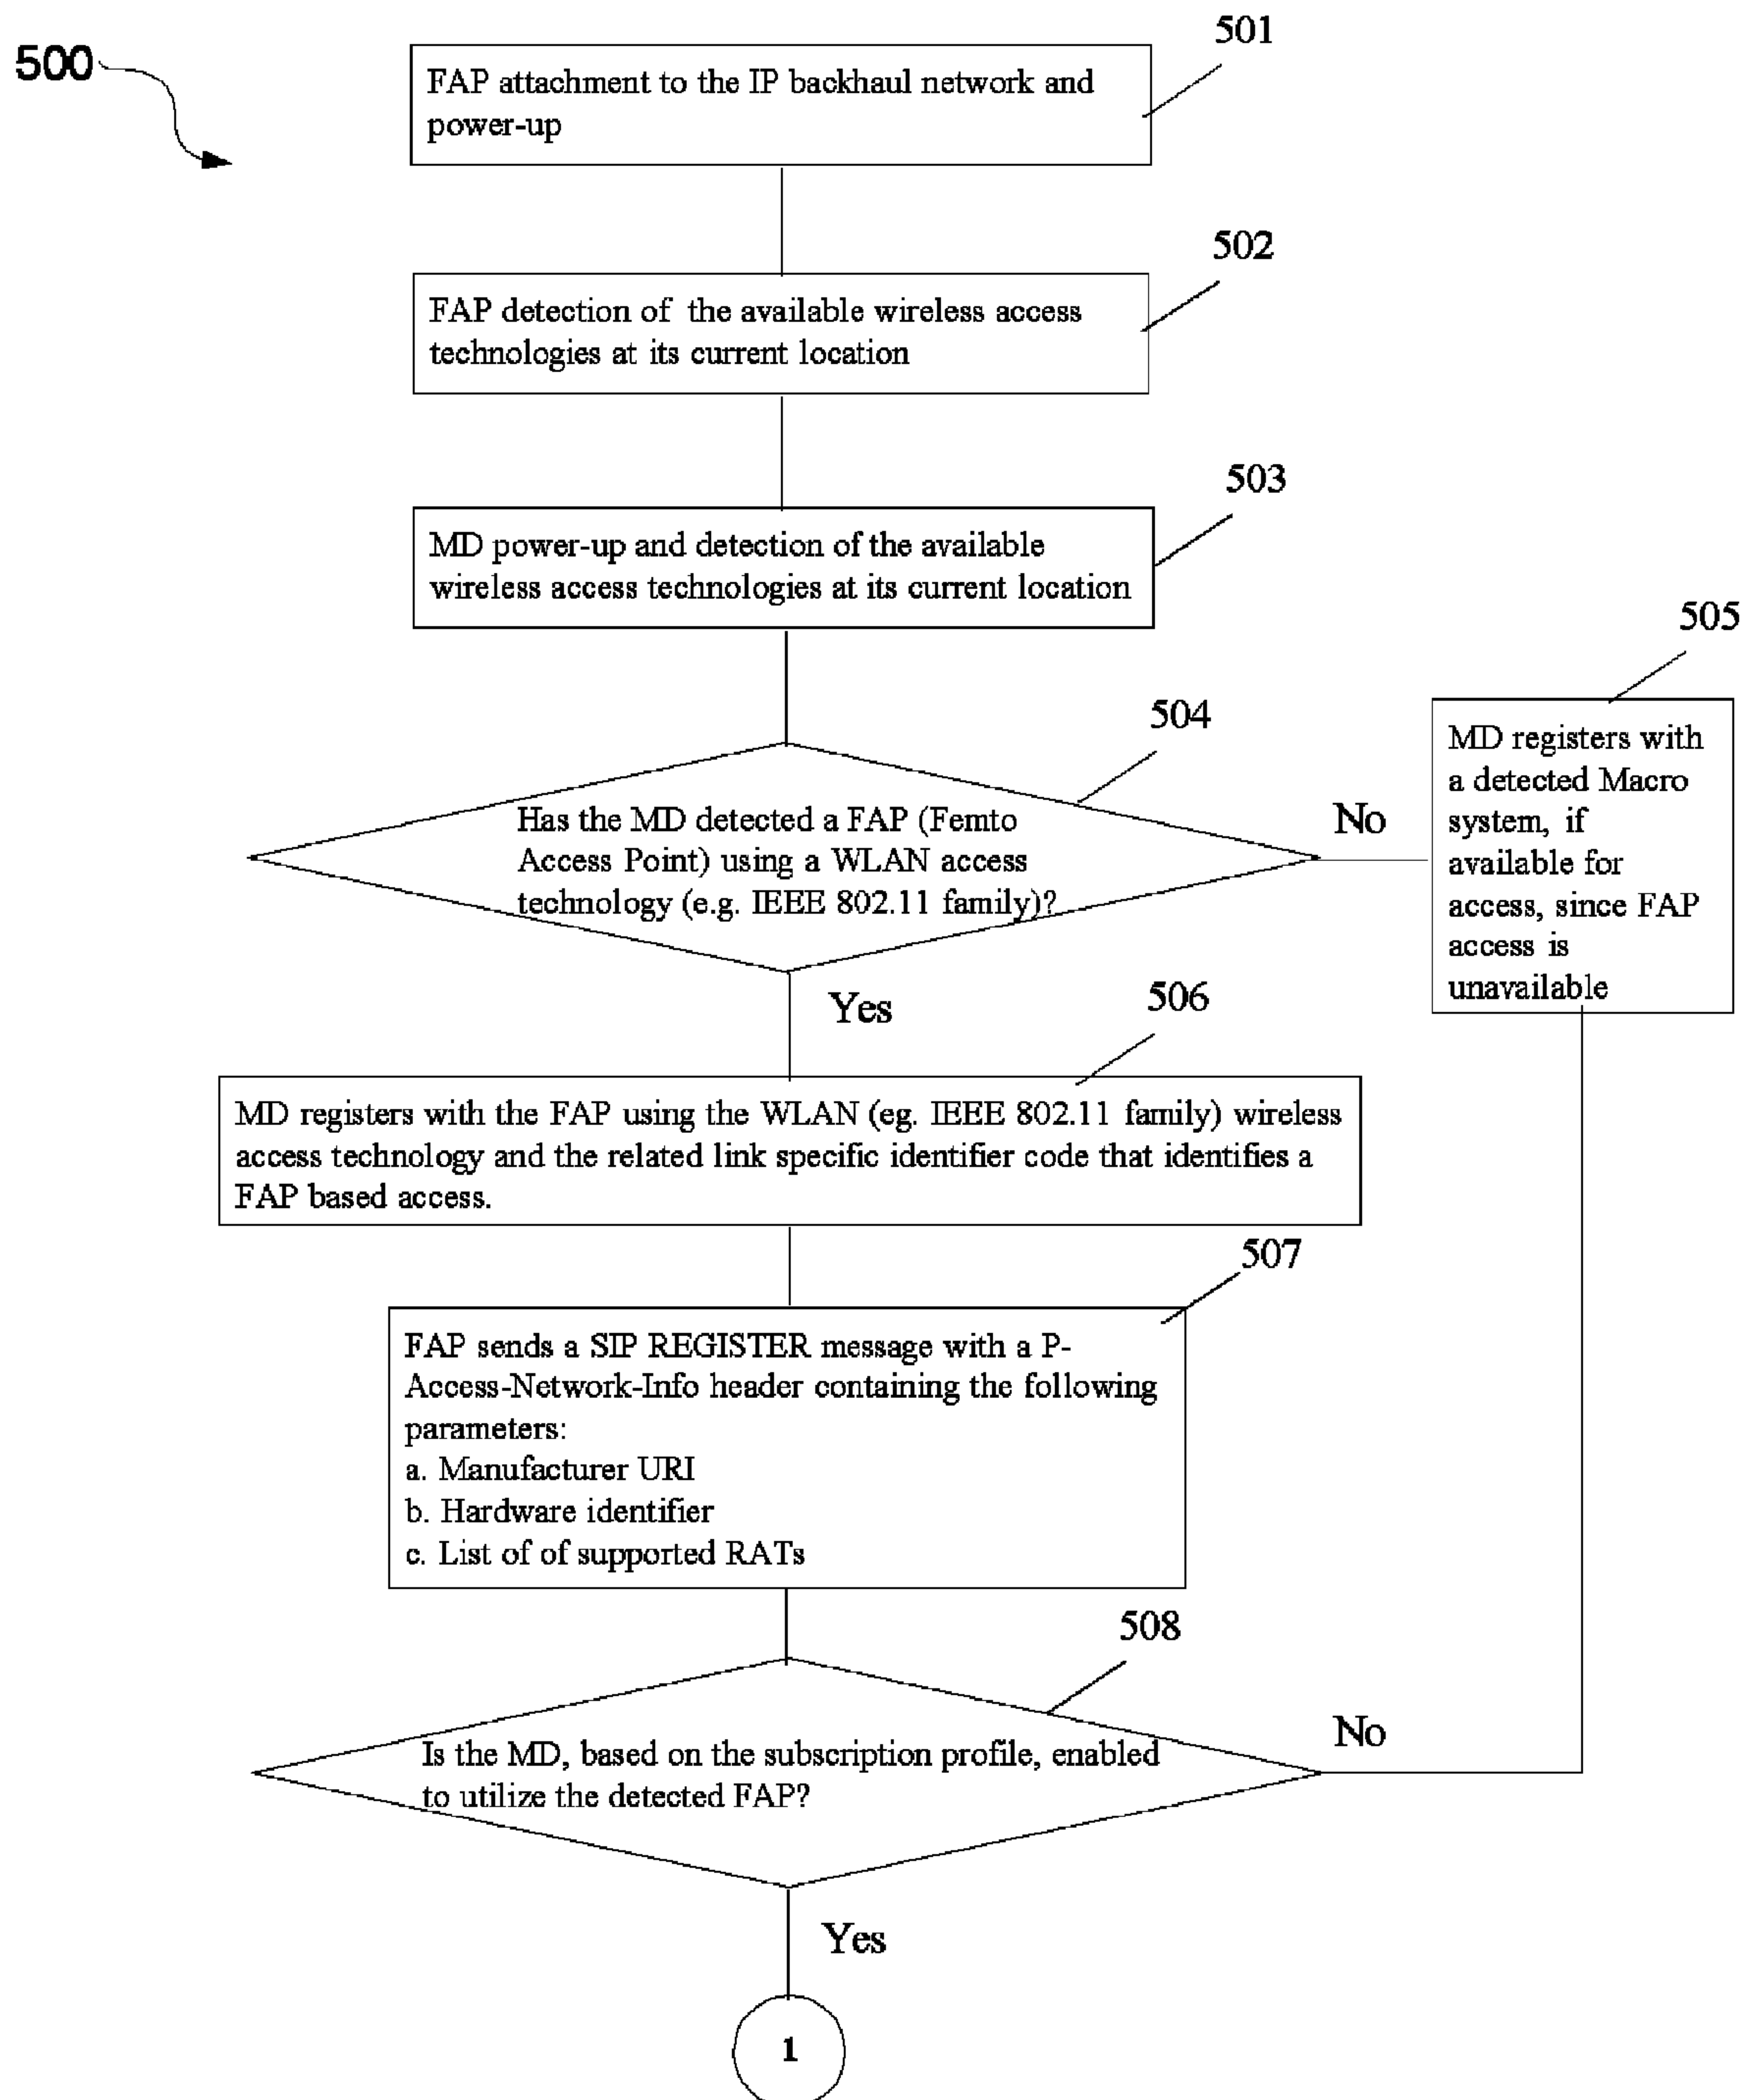 500
501
FAP attachment to the IP backhaul network and
power-up
502
FAP detection of the available wireless access
technologies at its current location
503
MD power-up and detection of the available
wireless access technologies at its current location
504
Has the MD detected a FAP (Femto
Access Point) using a WLAN access
technology (e.g. IEEE 802.11 family)?
No
505
MD registers with
a detected Macro
system, if
available for
access, since FAP
access is
unavailable
Yes
506
MD registers with the FAP using the WLAN (eg. IEEE 802.11 family) wireless
access technology and the related link specific identifier code that identifies a
FAP based access.
507
FAP sends a SIP REGISTER message with a P-
Access-Network-Info header containing the following
parameters:
a. Manufacturer URI
b. Hardware identifier
c. List of of supported RATs
508
Is the MD, based on the subscription profile, enabled
to utilize the detected FAP?
No
Yes
1